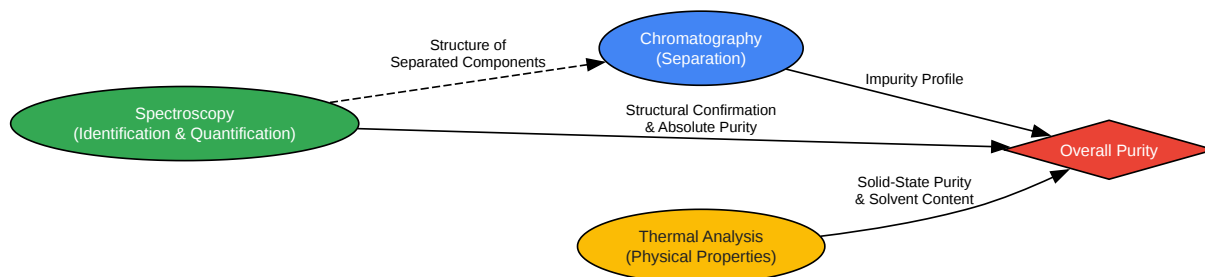 Structure of
Separated Components
Chromatography
(Separation)
Impurity Profile
Spectroscopy
(Identification & Quantification)
Structural Confirmation
& Absolute Purity
Overall Purity
Solid-State Purity
& Solvent Content
Thermal Analysis
(Physical Properties)